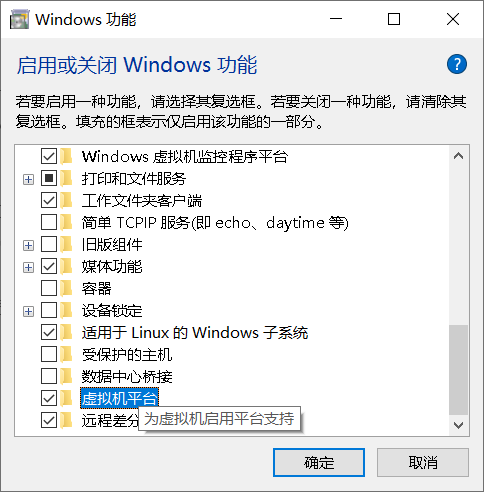 Windows 功能
启用或关闭 Windows 功能
?
若要启用一种功能，请选择其复选框。若要关闭一种功能，请清除其
复选框。填充的框表示仅启用该功能的一部分。
Windows 虚拟机监控程序平台
打印和文件服务
工作文件夹客户端
简单 TCPIP 服务(即 echo、daytime 等)
旧版组件
媒体功能
容器
设备锁定
适用于 Linux 的 Windows 子系统
受保护的主机
数据中心桥接
虚拟机平台
远程差分
为虚拟机启用平台支持
确定
取消